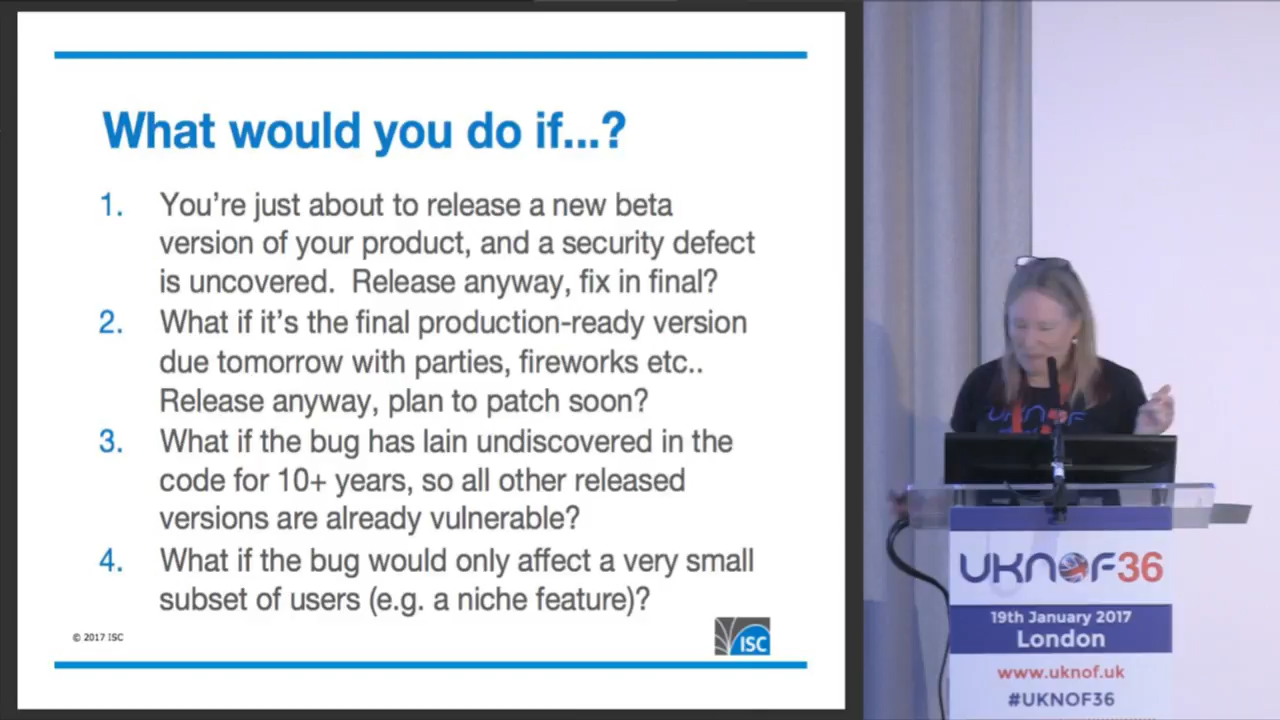 What would you do if...?
1. You're just about to release a new beta
version of your product, and a security defect
is uncovered.  Release anyway, fix in final?
2. What if it's the final production-ready version
due tomorrow with parties, fireworks etc..
Release anyway, plan to patch soon?
3. What if the bug has lain undiscovered in the
code for 10+ years, so all other released
versions are already vulnerable?
4. What if the bug would only affect a very small
subset of users (e.g. a niche feature)?
© 2017 ISC
ISC
UKNOF
UKNOF36
19th January 2017
London
www.uknof.uk
#UKNOF36